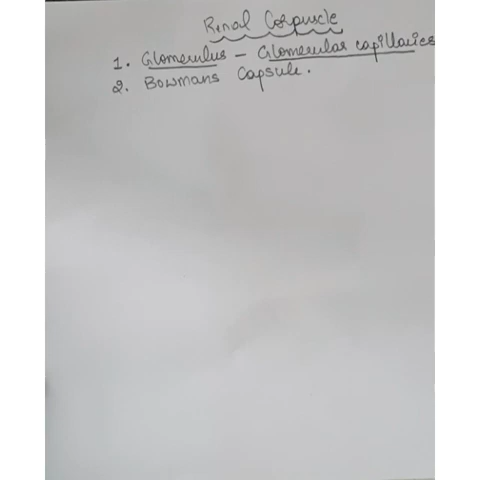 Renal Corpuscle
1. Glomerulus - Glomerular capillaries
2. Bowmans Capsule.